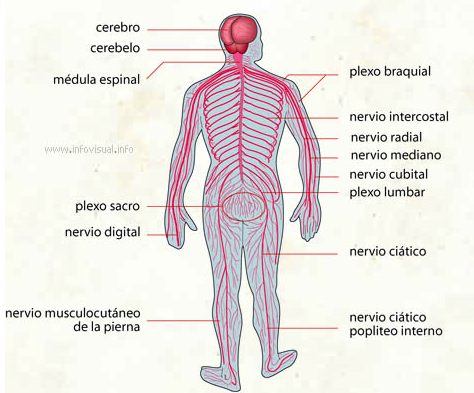 cerebro
cerebelo
médula espinal
www.infovisual.info
plexo sacro
nervio digital
nervio musculocutáneo
de la pierna
plexo braquial
nervio intercostal
nervio radial
nervio mediano
nervio cubital
plexo lumbar
nervio ciático
nervio ciático
popliteo interno